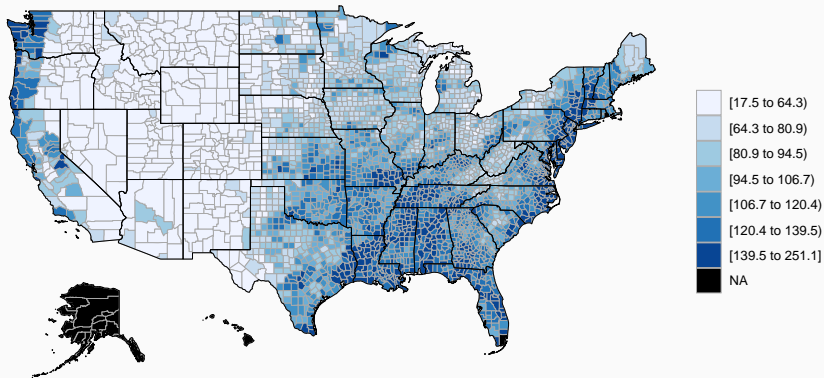 [17.5 to 64.3)
[64.3 to 80.9)
[80.9 to 94.5)
[94.5 to 106.7)
[106.7 to 120.4)
[120.4 to 139.5)
[139.5 to 251.1]
NA